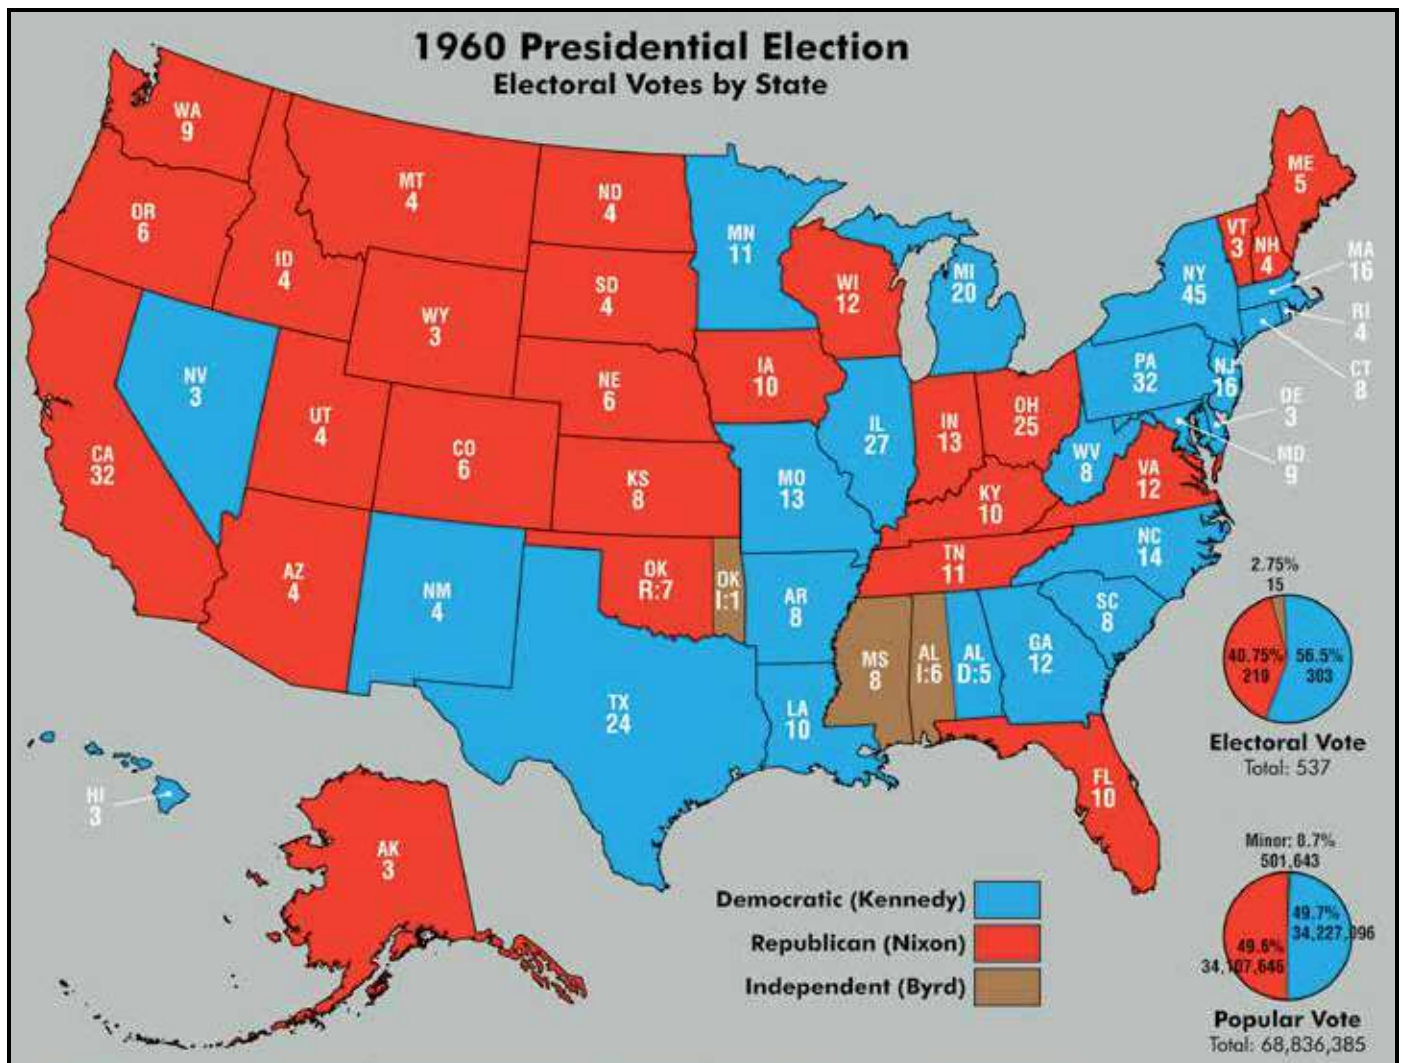 1960 Presidential Election
Electoral Votes by State
WA
9
OR
6
ID
4
MT
4
ND
4
MN
11
WI
12
MI
20
NY
45
VT
3
NH
4
ME
5
MA
16
RI
4
CT
8
NJ
16
DE
3
MD
9
PA
32
SD
4
WY
3
NE
6
IA
10
NV
3
UT
4
CO
6
CA
32
KS
8
MO
13
IL
27
IN
13
OH
25
WV
8
VA
12
KY
10
TN
11
NC
14
SC
8
AZ
4
NM
4
OK
R:7
OK
I:1
AR
8
MS
8
AL
I:6
AL
D:5
GA
12
TX
24
LA
10
FL
10
HI
3
AK
3
2.75%
15
40.75%
219
56.5%
303
Electoral Vote
Total: 537
Minor: 8.7%
501,643
49.7%
34,227,096
49.6%
34,107,646
Popular Vote
Total: 68,836,385
Democratic (Kennedy)
Republican (Nixon)
Independent (Byrd)